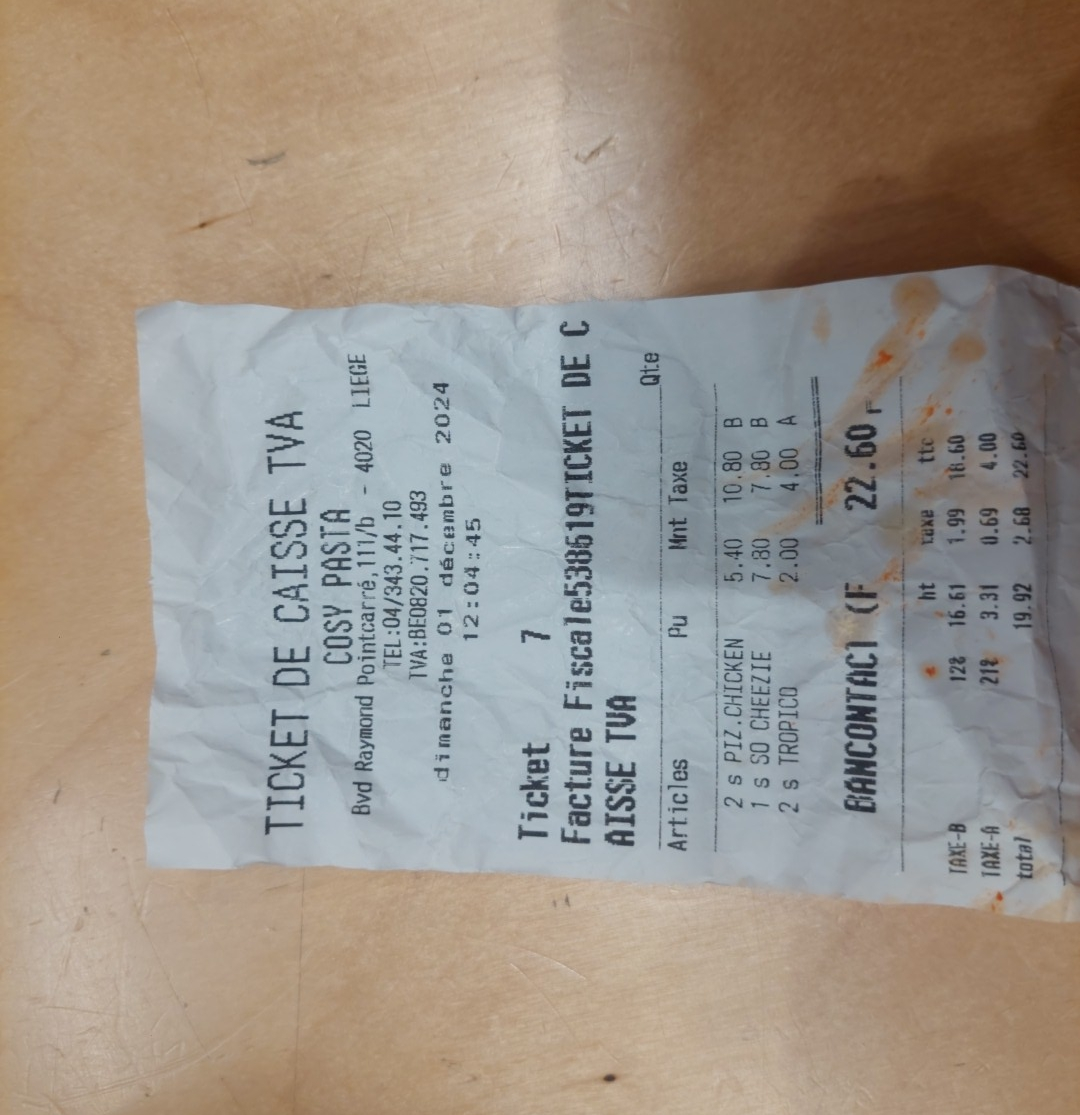 TICKET DE CAISSE TVA
COSY PASTA
Bvd Raymond Pointcarré,111/b - 4020 LIEGE
TEL:04/343.44.10
TVA:BE0820.717.493
dimanche 01 décembre 2024
12:04:45
Ticket 7
Facture Fiscale538619TICKET DE C
AISSE TVA
Qte
Articles Pu Mnt Taxe
2 s PIZ.CHICKEN 5.40 10.80 B
1 s SO CHEEZIE 7.80 7.80 B
2 s TROPICO 2.00 4.00 A
BANCONTACT (F 22.60
ht taxe ttc
TAXE-B 12% 16.61 1.99 18.60
TAXE-A 21% 3.31 0.69 4.00
total 19.92 2.68 22.60